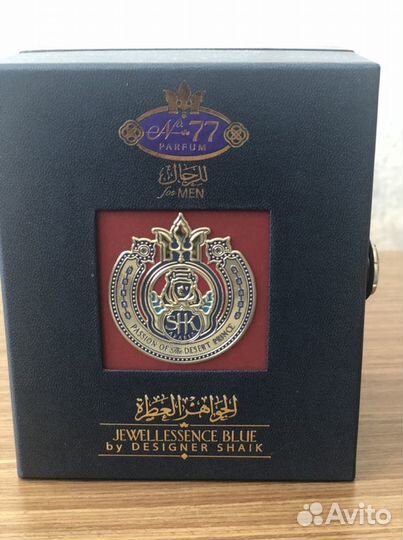 No 77
PARFUM
للرجال
for MEN
SHK
PASSION OF The DESERT PRINCE
الجواهر العطرة
JEWELLESSENCE BLUE
by DESIGNER SHAIK
Avito